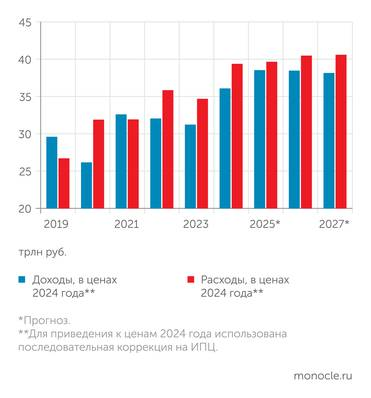 45
40
35
30
25
20
2019 2021 2023 2025* 2027*
трлн руб.
Доходы, в ценах
2024 года**
Расходы, в ценах
2024 года**
*Прогноз.
**Для приведения к ценам 2024 года использована
последовательная коррекция на ИПЦ.
monocle.ru